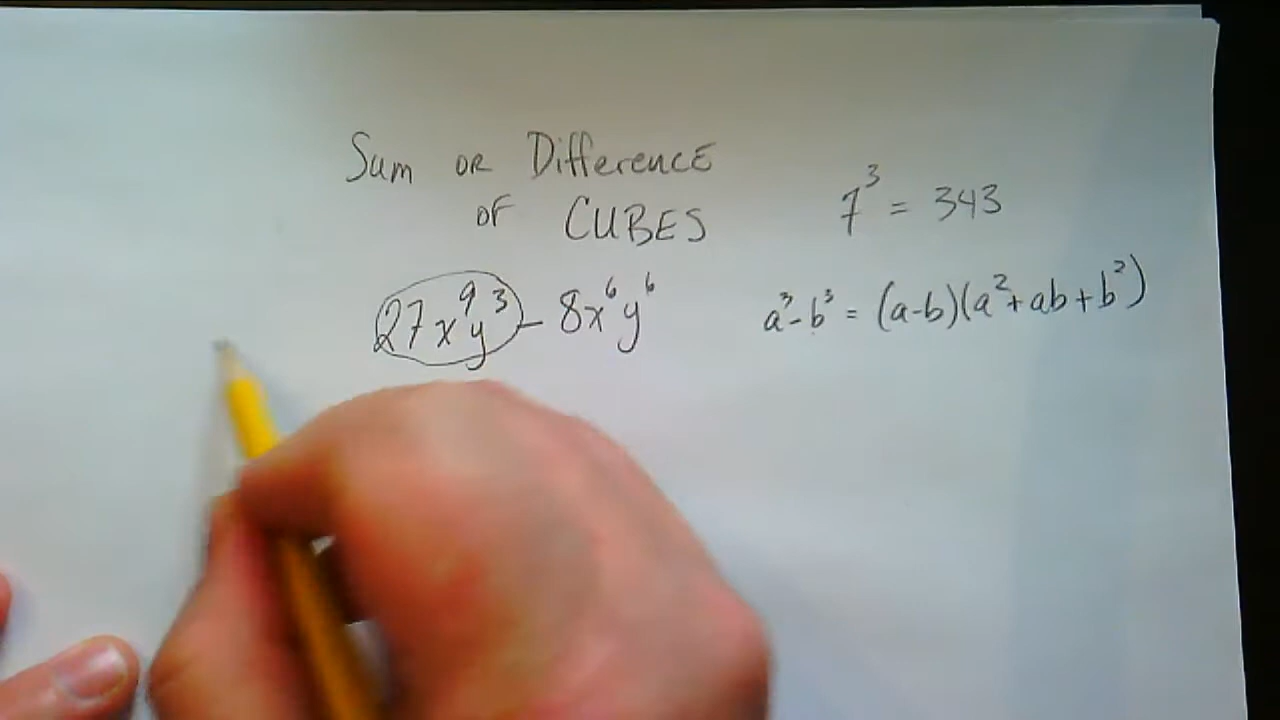 Sum OR DifferencE
OF CUBES
7³ = 343
27x⁹y³ - 8x⁶y⁶
a³-b³ = (a-b)(a²+ab+b²)